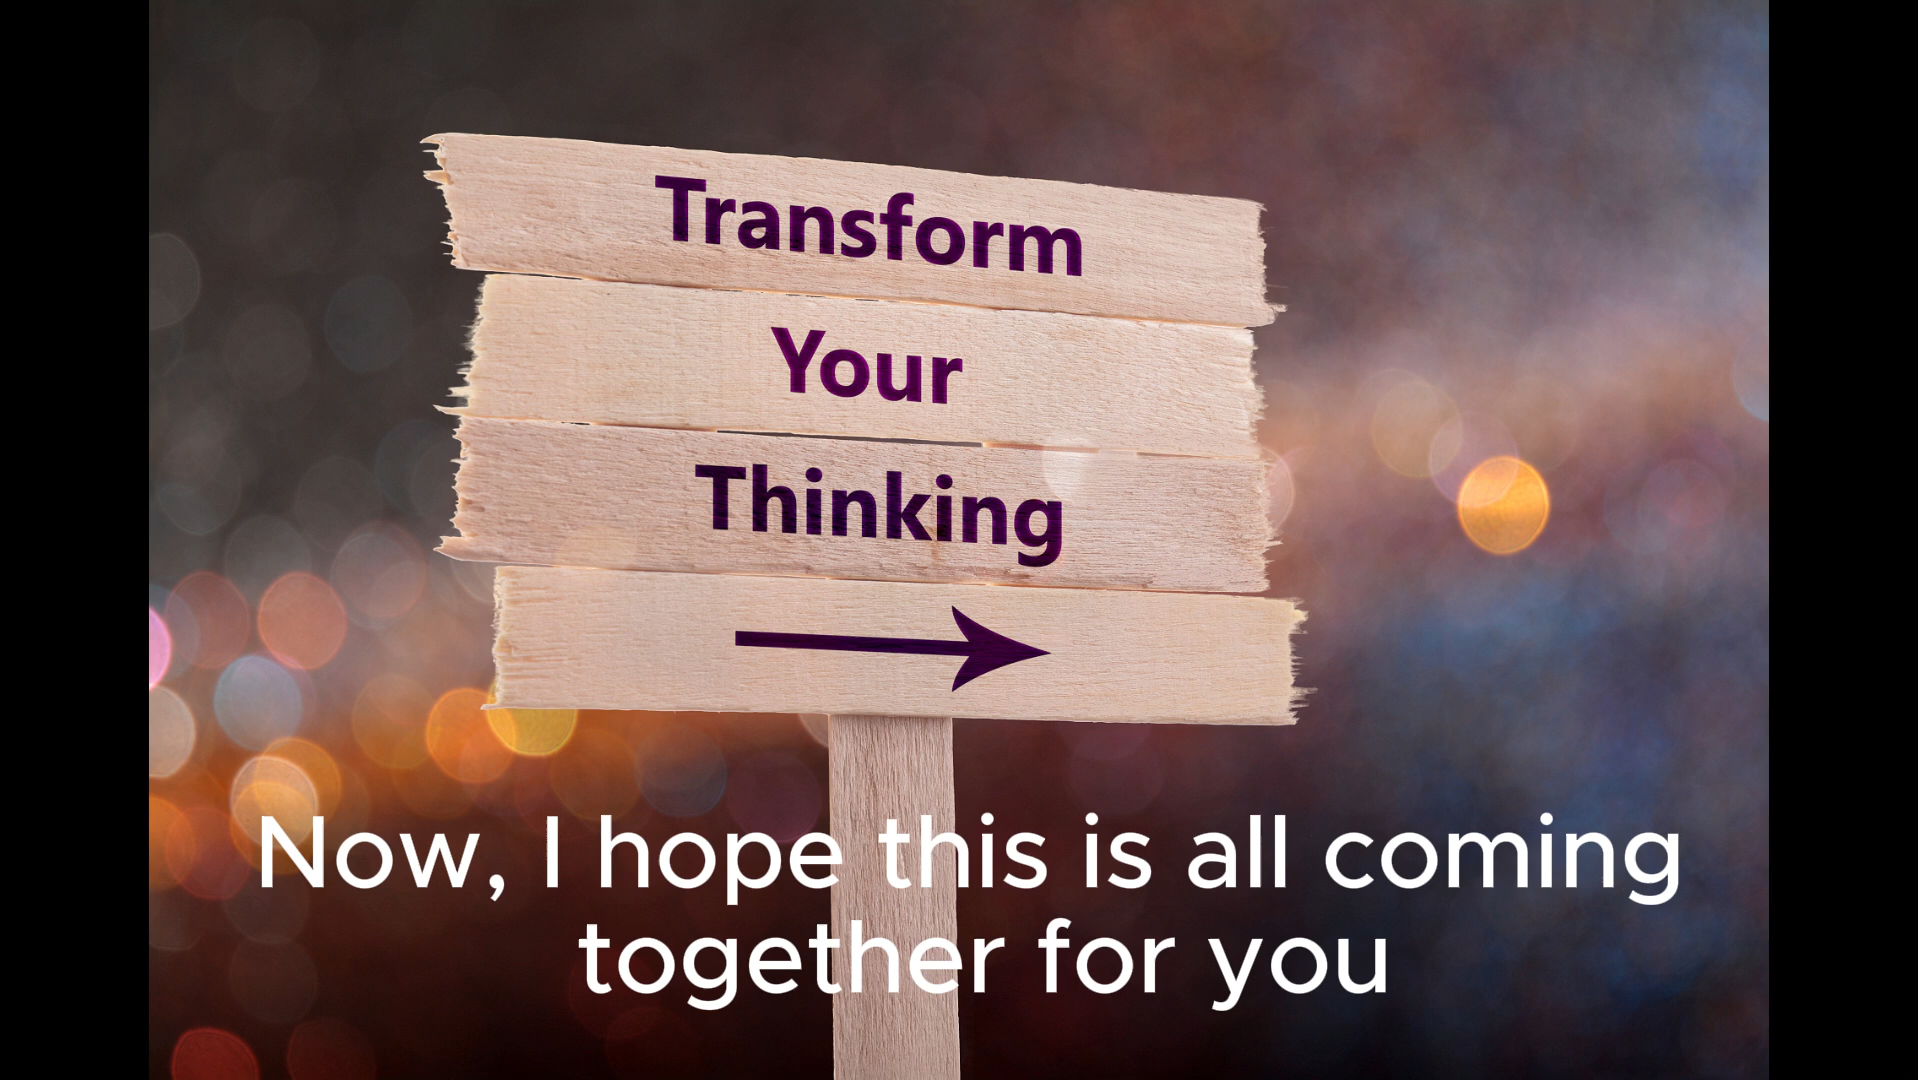 Transform
Your
Thinking
Now, I hope this is all coming
together for you